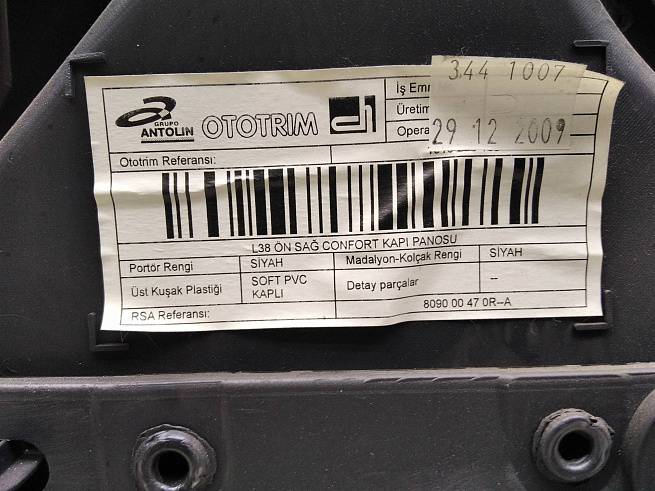 GRUPO
ANTOLIN OTOTRIM
İş Em
344 1007
Üretim
Opera
29 12 2009
Ototrim Referansı:
L38 ÖN SAĞ CONFORT KAPI PANOSU
Portör Rengi SİYAH Madalyon-Kolçak Rengi SİYAH
Üst Kuşak Plastiği SOFT PVC KAPLI Detay parçalar --
RSA Referansı: 8090 00 47 0R--A